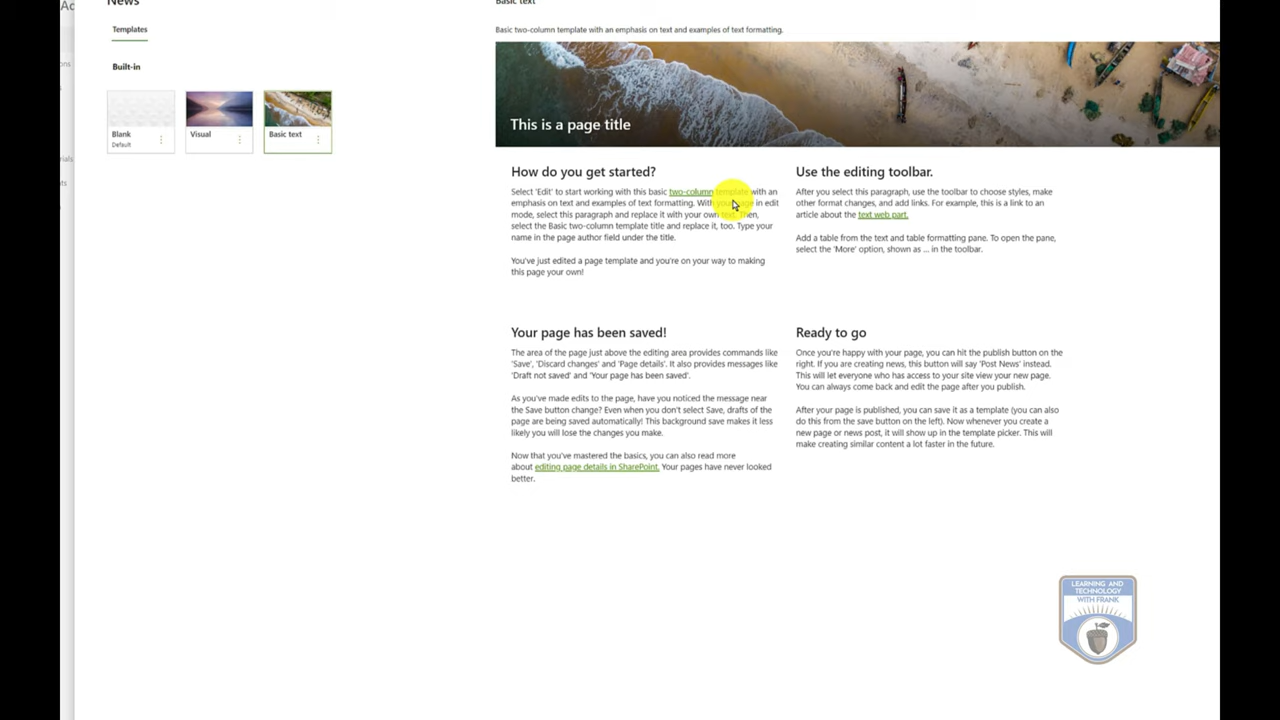 News
Templates
Built-in
Blank
Default
Visual
Basic text
Basic text
Basic two-column template with an emphasis on text and examples of text formatting.
This is a page title
How do you get started?
Select 'Edit' to start working with this basic two-column template with an
emphasis on text and examples of text formatting. With your page in edit
mode, select this paragraph and replace it with your own text. Then,
select the Basic two-column template title and replace it, too. Type your
name in the page author field under the title.
You've just edited a page template and you're on your way to making
this page your own!
Use the editing toolbar.
After you select this paragraph, use the toolbar to choose styles, make
other format changes, and add links. For example, this is a link to an
article about the text web part.
Add a table from the text and table formatting pane. To open the pane,
select the 'More' option, shown as ... in the toolbar.
Your page has been saved!
The area of the page just above the editing area provides commands like
'Save', 'Discard changes' and 'Page details'. It also provides messages like
'Draft not saved' and 'Your page has been saved'.
As you've made edits to the page, have you noticed the message near
the Save button change? Even when you don't select Save, drafts of the
page are being saved automatically! This background save makes it less
likely you will lose the changes you make.
Now that you've mastered the basics, you can also read more
about editing page details in SharePoint. Your pages have never looked
better.
Ready to go
Once you're happy with your page, you can hit the publish button on the
right. If you are creating news, this button will say 'Post News' instead.
This will let everyone who has access to your site view your new page.
You can always come back and edit the page after you publish.
After your page is published, you can save it as a template (you can also
do this from the save button on the left). Now whenever you create a
new page or news post, it will show up in the template picker. This will
make creating similar content a lot faster in the future.
LEARNING AND
TECHNOLOGY
WITH FRANK